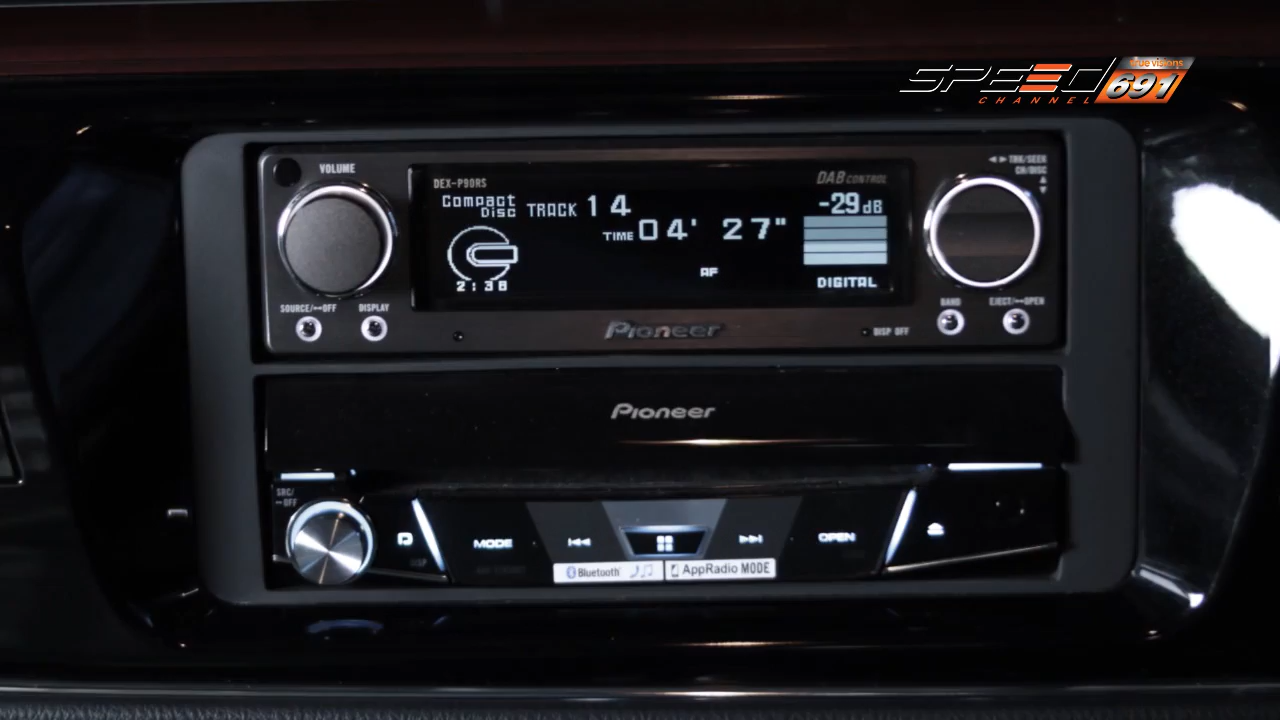 SPEED
CHANNEL
true visions
691
VOLUME
◄ ► TRK/SEEK
CH/DISC
▲
▼
DEX-P90RS
DAB CONTROL
Compact
Disc
TRACK 14
-29dB
TIME 04' 27"
AF
2:38
DIGITAL
SOURCE/•–OFF
DISPLAY
BAND
EJECT/•–OPEN
Pioneer
DISP OFF
Pioneer
SRC/
•–OFF
MODE
OPEN
DISP
Bluetooth
AppRadio MODE